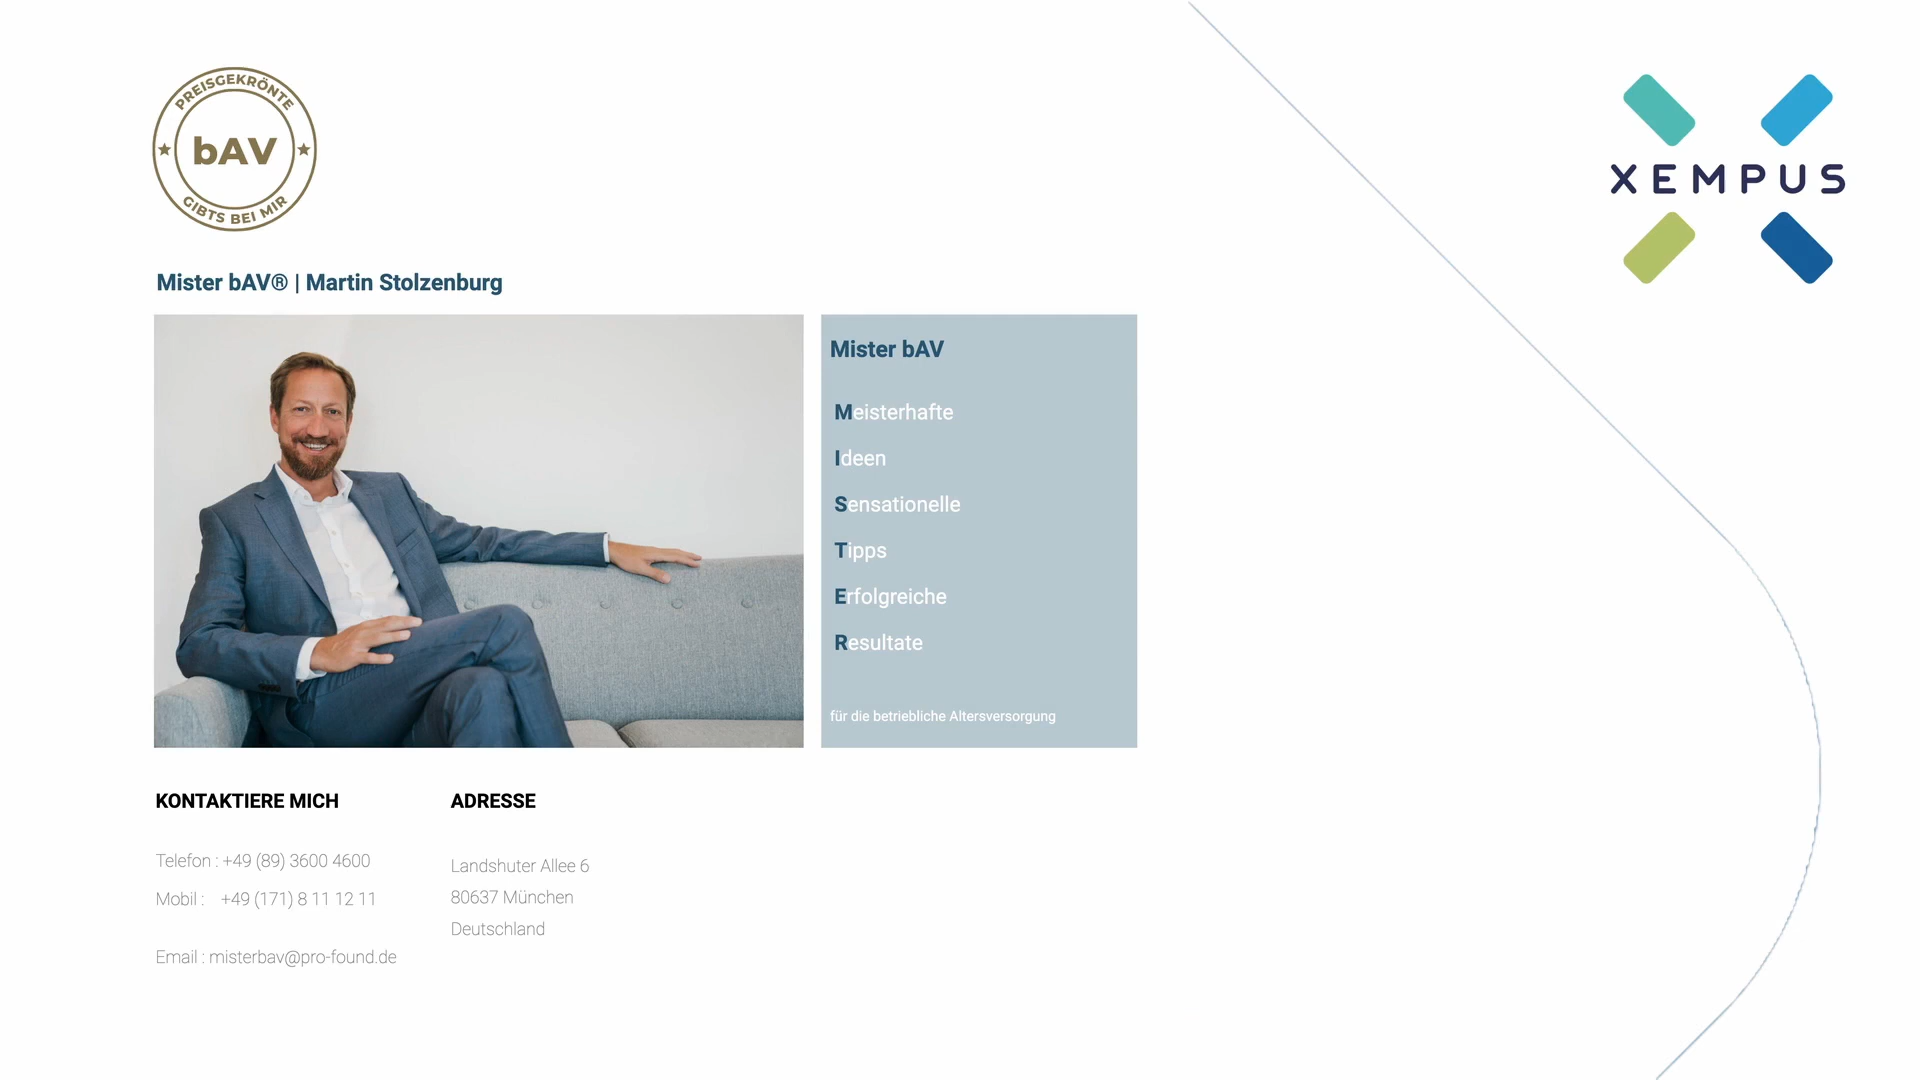 PREISGEKRÖNTE
bAV
GIBTS BEI MIR
XEMPUS
Mister bAV® | Martin Stolzenburg
Mister bAV
Meisterhafte
Ideen
Sensationelle
Tipps
Erfolgreiche
Resultate
für die betriebliche Altersversorgung
KONTAKTIERE MICH
Telefon : +49 (89) 3600 4600
Mobil : +49 (171) 8 11 12 11
Email : misterbav@pro-found.de
ADRESSE
Landshuter Allee 6
80637 München
Deutschland